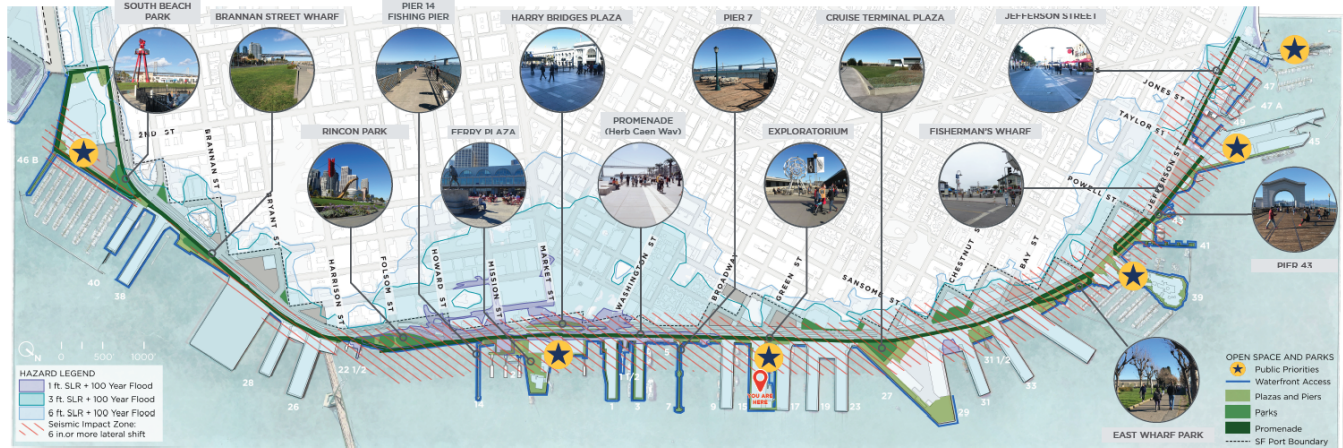 SOUTH BEACH
PARK
BRANNAN STREET WHARF
PIER 14
FISHING PIER
HARRY BRIDGES PLAZA
PIER 7
CRUISE TERMINAL PLAZA
JEFFERSON STREET
RINCON PARK
FERRY PLAZA
PROMENADE
(Herb Caen Way)
EXPLORATORIUM
FISHERMAN'S WHARF
PIER 43
EAST WHARF PARK
2ND ST
BRANNAN ST
BRYANT ST
HARRISON ST
FOLSOM ST
HOWARD ST
MISSION ST
MARKET ST
WASHINGTON ST
BROADWAY
GREEN ST
SANSOME ST
CHESTNUT S
BAY ST
POWELL ST
JEFFERSON ST
TAYLOR ST
JONES ST
46 B
40
38
28
26
22 1/2
14
2
1
1 1/2
3
5
7
9
15
17
19
23
27
29
31
31 1/2
33
39
41
43
45
47
47 A
YOU ARE
HERE
N
0 500' 1000'
HAZARD LEGEND
1 ft. SLR + 100 Year Flood
3 ft. SLR + 100 Year Flood
6 ft. SLR + 100 Year Flood
Seismic Impact Zone:
6 in.or more lateral shift
OPEN SPACE AND PARKS
Public Priorities
Waterfront Access
Plazas and Piers
Parks
Promenade
SF Port Boundary